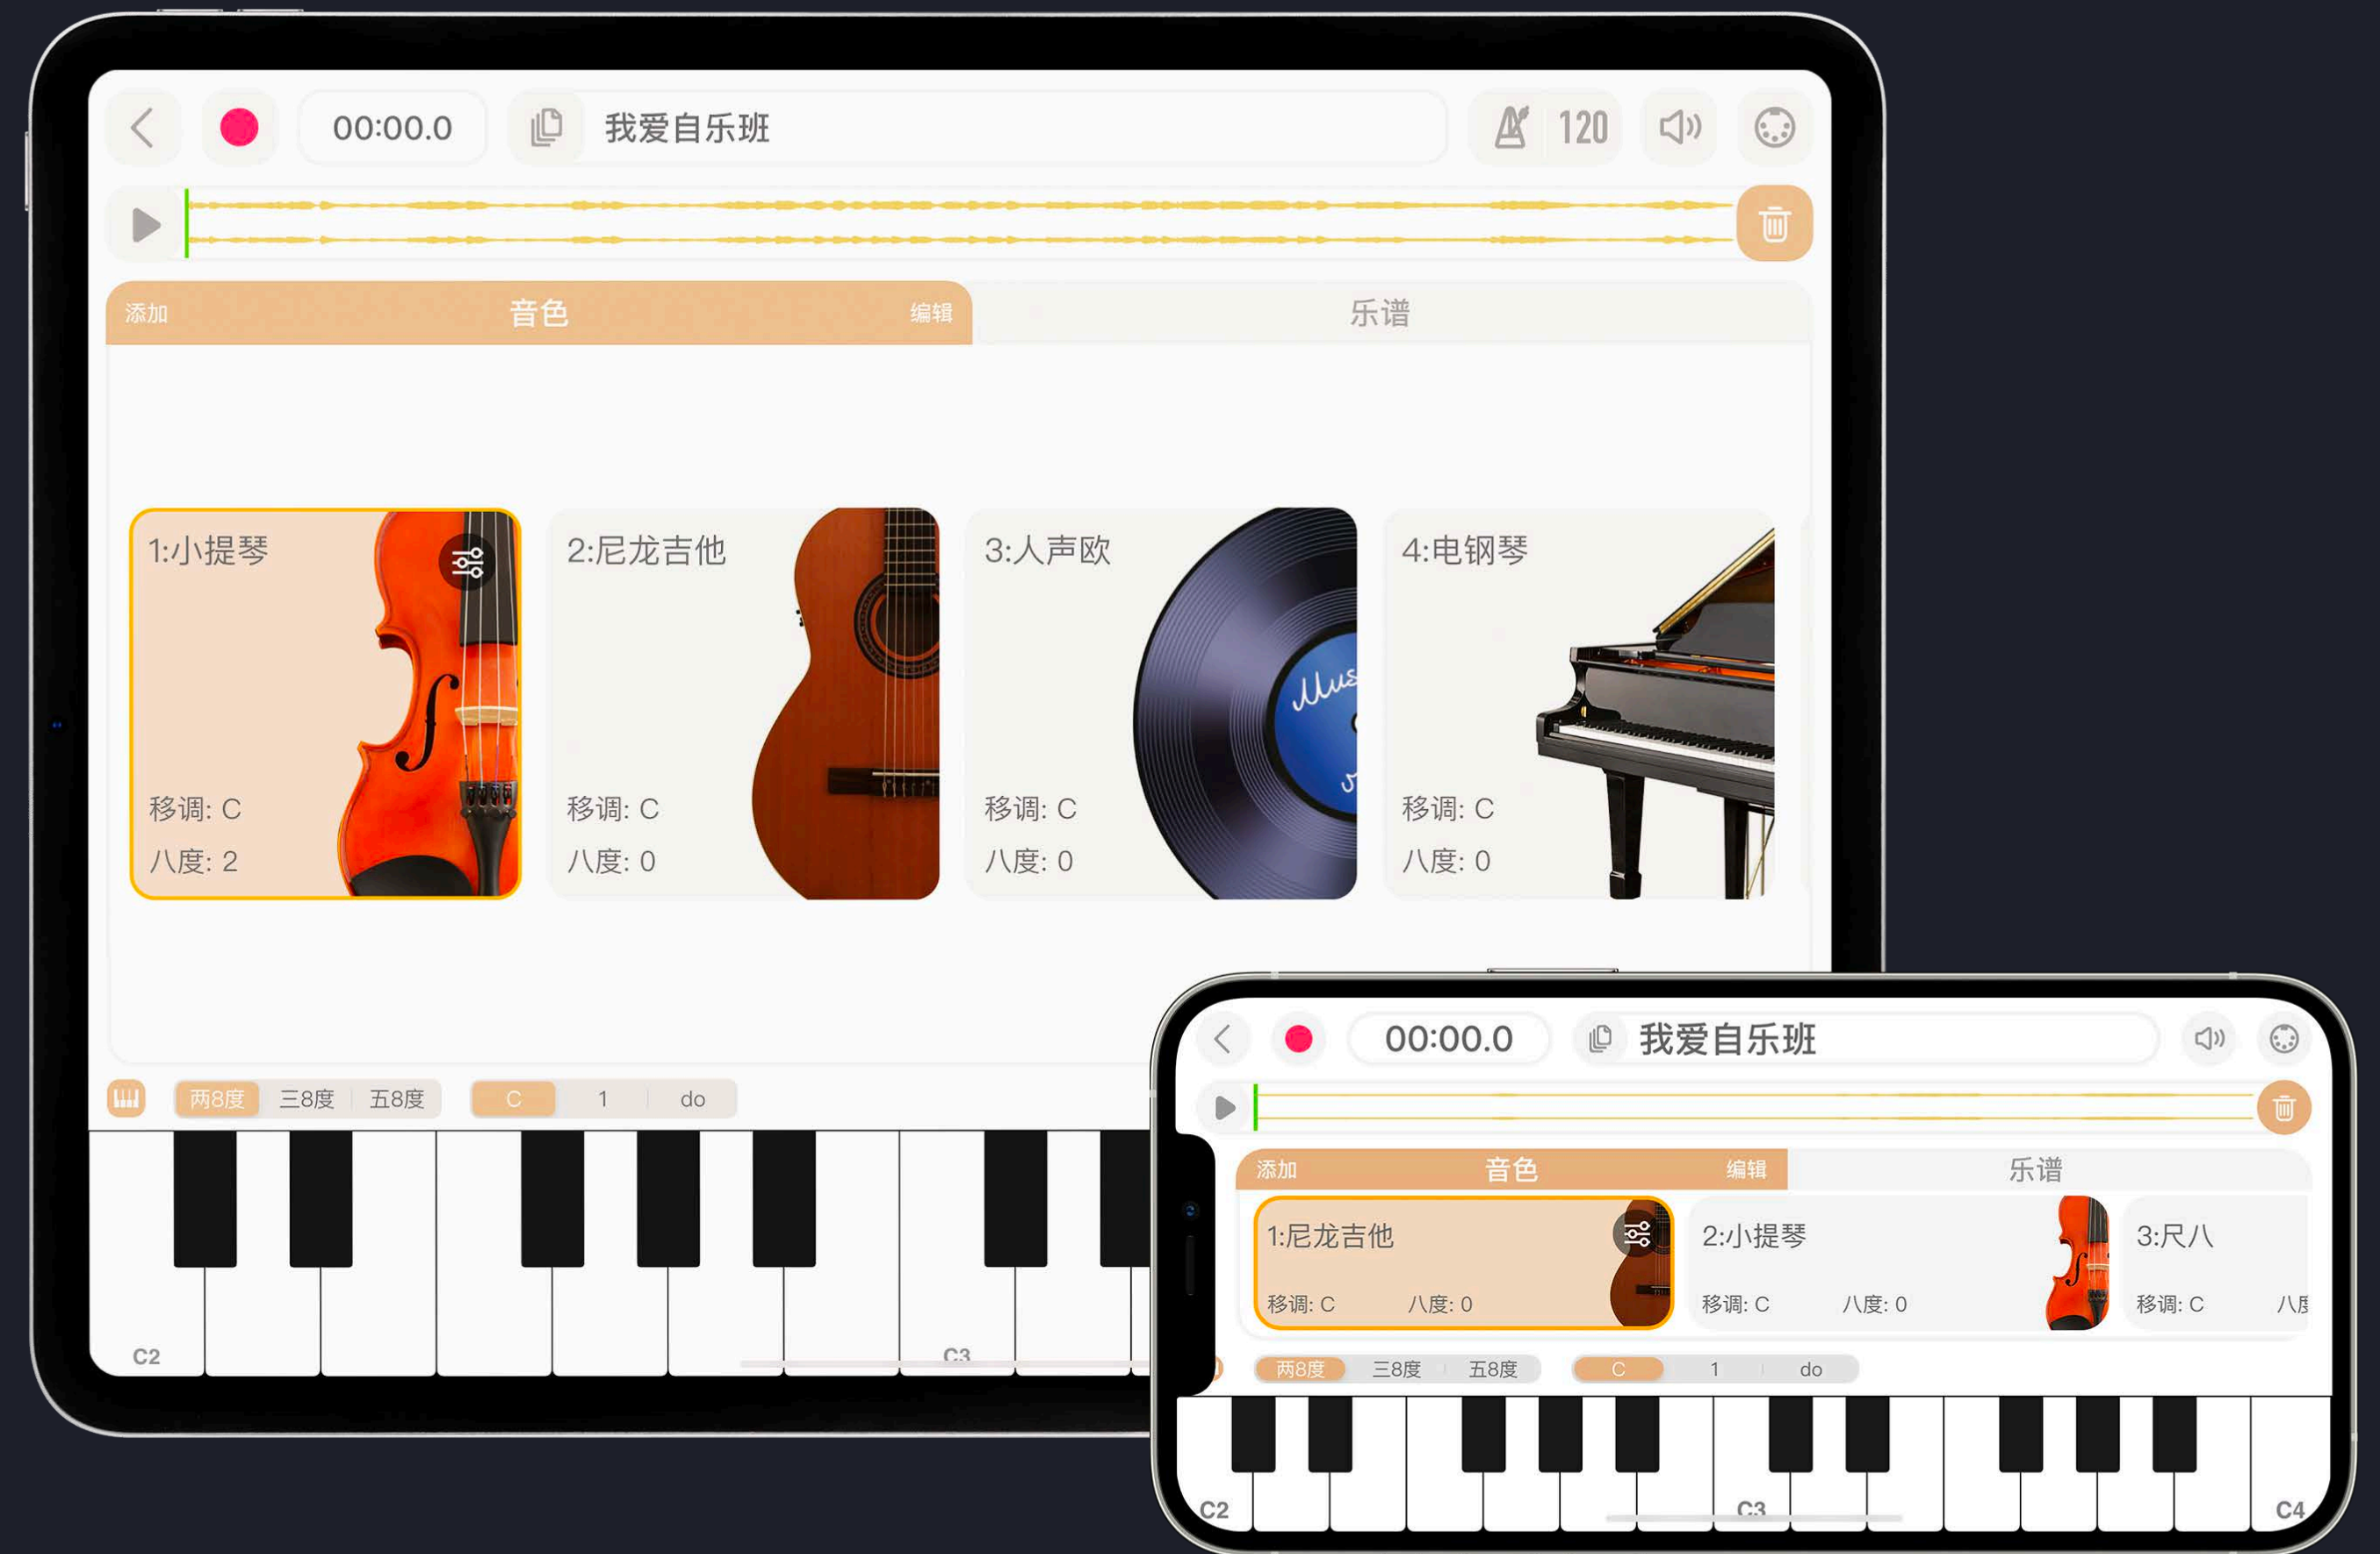 00:00.0 我爱自乐班 120
添加 音色 编辑 乐谱
1:小提琴
移调: C
八度: 2
2:尼龙吉他
移调: C
八度: 0
3:人声欧
移调: C
八度: 0
4:电钢琴
移调: C
八度: 0
两8度 三8度 五8度 C 1 do
C2 C3
00:00.0 我爱自乐班
添加 音色 编辑 乐谱
1:尼龙吉他
移调: C 八度: 0
2:小提琴
移调: C 八度: 0
3:尺八
移调: C 八
两8度 三8度 五8度 C 1 do
C2 C3 C4